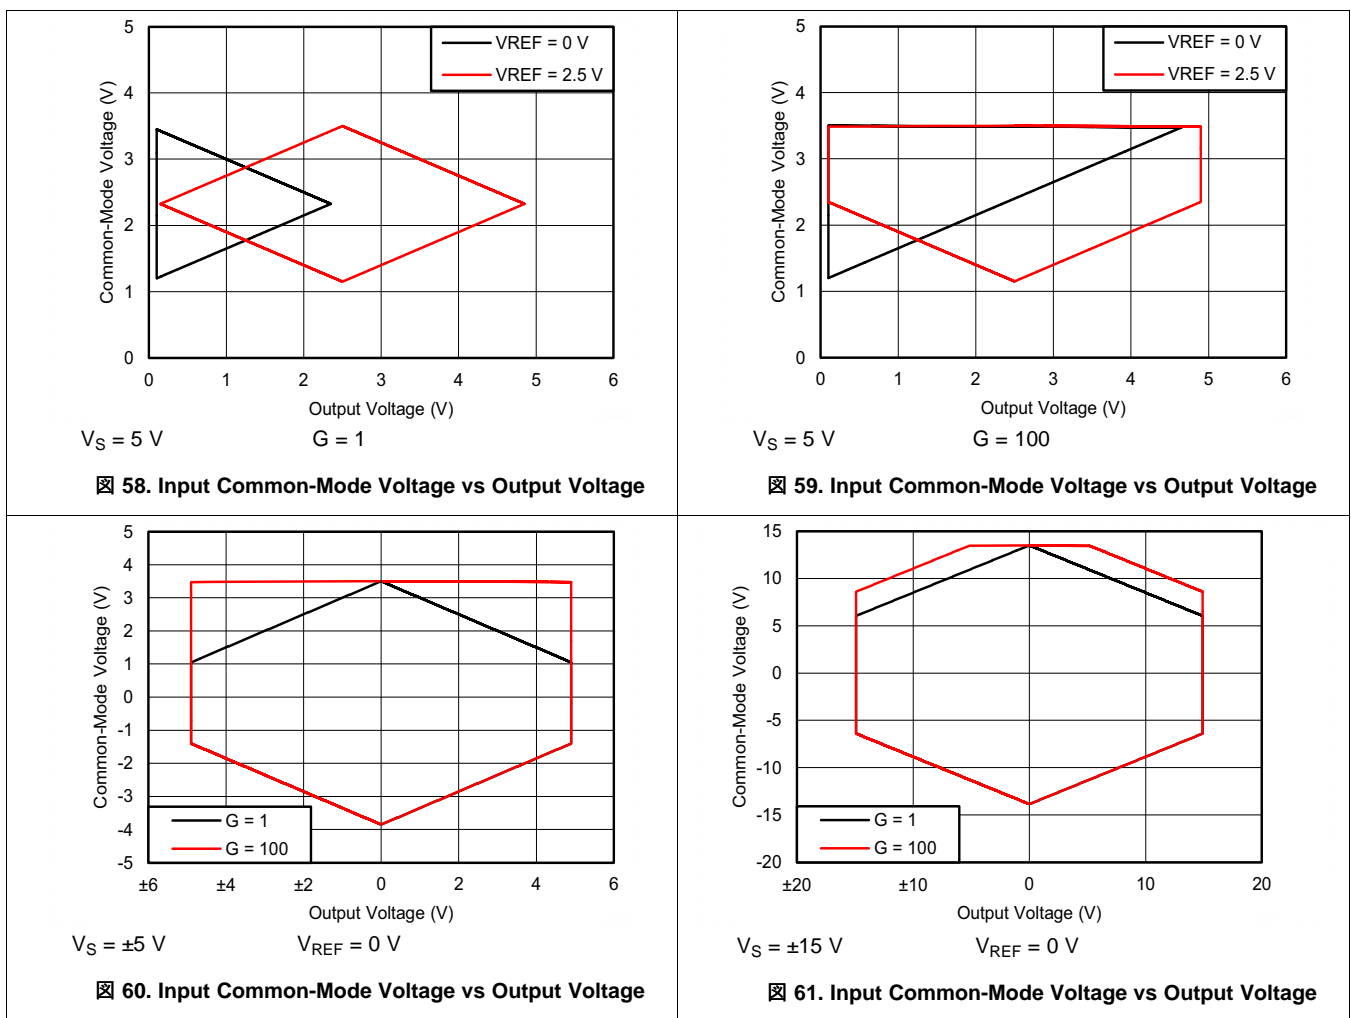 5
4
3
2
1
0
Common-Mode Voltage (V)
VREF = 0 V
VREF = 2.5 V
0 1 2 3 4 5 6
Output Voltage (V)
VS = 5 V G = 1
図 58. Input Common-Mode Voltage vs Output Voltage
5
4
3
2
1
0
Common-Mode Voltage (V)
VREF = 0 V
VREF = 2.5 V
0 1 2 3 4 5 6
Output Voltage (V)
VS = 5 V G = 100
図 59. Input Common-Mode Voltage vs Output Voltage
5
4
3
2
1
0
-1
-2
-3
-4
-5
Common-Mode Voltage (V)
G = 1
G = 100
±6 ±4 ±2 0 2 4 6
Output Voltage (V)
VS = ±5 V VREF = 0 V
図 60. Input Common-Mode Voltage vs Output Voltage
15
10
5
0
-5
-10
-15
-20
Common-Mode Voltage (V)
G = 1
G = 100
±20 ±10 0 10 20
Output Voltage (V)
VS = ±15 V VREF = 0 V
図 61. Input Common-Mode Voltage vs Output Voltage